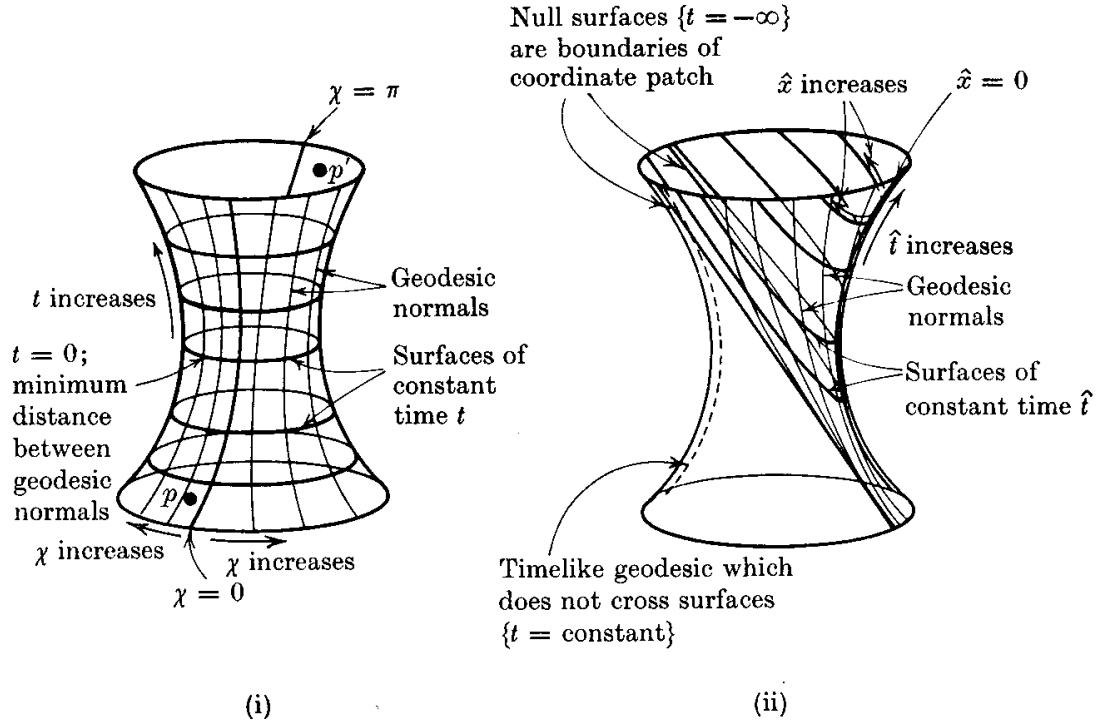 χ = π
p′
t increases
Geodesic
normals
t = 0;
minimum
distance
between
geodesic
normals
Surfaces of
constant
time t
p
χ increases
χ increases
χ = 0
(i)
Null surfaces {t = −∞}
are boundaries of
coordinate patch
x̂ increases
x̂ = 0
t̂ increases
Geodesic
normals
Surfaces of
constant time t̂
Timelike geodesic which
does not cross surfaces
{t = constant}
(ii)